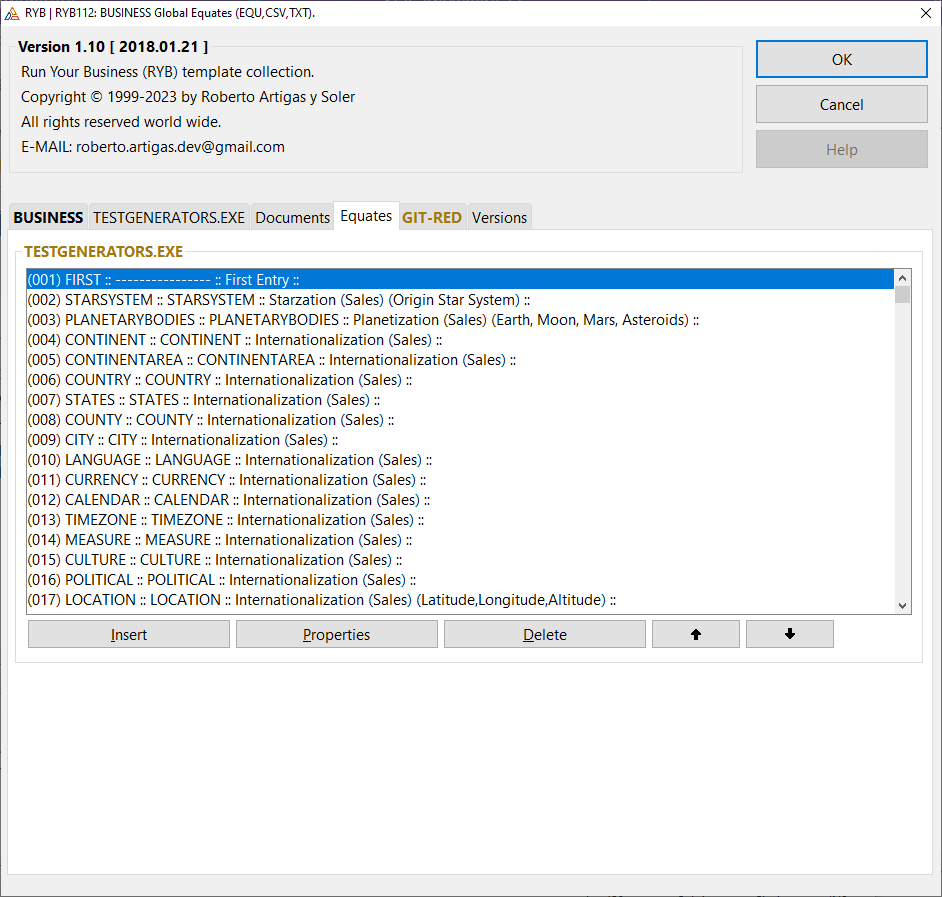 RYB | RYB112: BUSINESS Global Equates (EQU,CSV,TXT).
Version 1.10 [ 2018.01.21 ]
Run Your Business (RYB) template collection.
Copyright © 1999-2023 by Roberto Artigas y Soler
All rights reserved world wide.
E-MAIL: roberto.artigas.dev@gmail.com
OK
Cancel
Help
BUSINESS TESTGENERATORS.EXE Documents Equates GIT-RED Versions
TESTGENERATORS.EXE
(001) FIRST :: ---------------- :: First Entry ::
(002) STARSYSTEM :: STARSYSTEM :: Starzation (Sales) (Origin Star System) ::
(003) PLANETARYBODIES :: PLANETARYBODIES :: Planetization (Sales) (Earth, Moon, Mars, Asteroids) ::
(004) CONTINENT :: CONTINENT :: Internationalization (Sales) ::
(005) CONTINENTAREA :: CONTINENTAREA :: Internationalization (Sales) ::
(006) COUNTRY :: COUNTRY :: Internationalization (Sales) ::
(007) STATES :: STATES :: Internationalization (Sales) ::
(008) COUNTY :: COUNTY :: Internationalization (Sales) ::
(009) CITY :: CITY :: Internationalization (Sales) ::
(010) LANGUAGE :: LANGUAGE :: Internationalization (Sales) ::
(011) CURRENCY :: CURRENCY :: Internationalization (Sales) ::
(012) CALENDAR :: CALENDAR :: Internationalization (Sales) ::
(013) TIMEZONE :: TIMEZONE :: Internationalization (Sales) ::
(014) MEASURE :: MEASURE :: Internationalization (Sales) ::
(015) CULTURE :: CULTURE :: Internationalization (Sales) ::
(016) POLITICAL :: POLITICAL :: Internationalization (Sales) ::
(017) LOCATION :: LOCATION :: Internationalization (Sales) (Latitude,Longitude,Altitude) ::
Insert Properties Delete